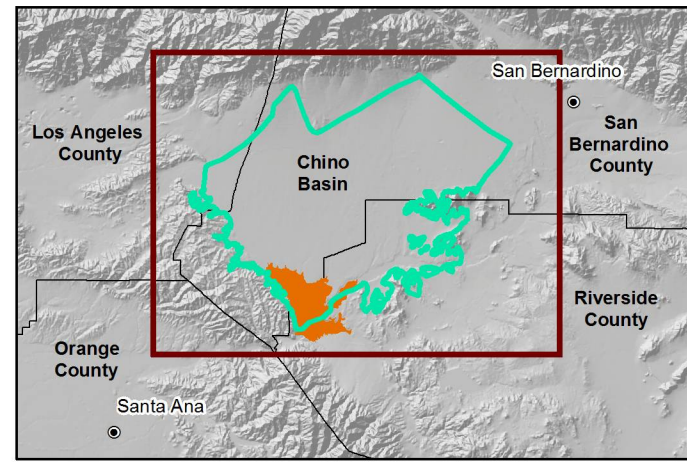 San Bernardino
Los Angeles
County
San
Bernardino
County
Chino
Basin
Riverside
County
Orange
County
Santa Ana